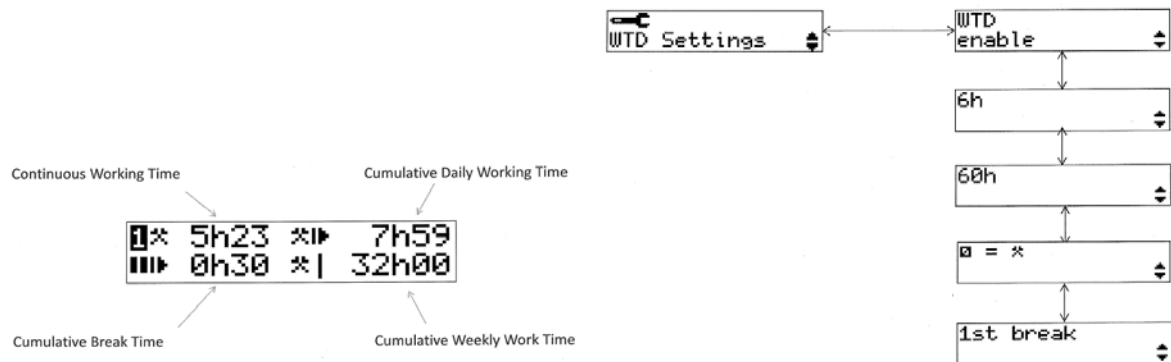 WTD Settings
WTD
enable
6h
60h
0 = ⚒
1st break
Continuous Working Time
Cumulative Daily Working Time
1⚒ 5h23 ⚒ 7h59
0h30 ⚒| 32h00
Cumulative Break Time
Cumulative Weekly Work Time